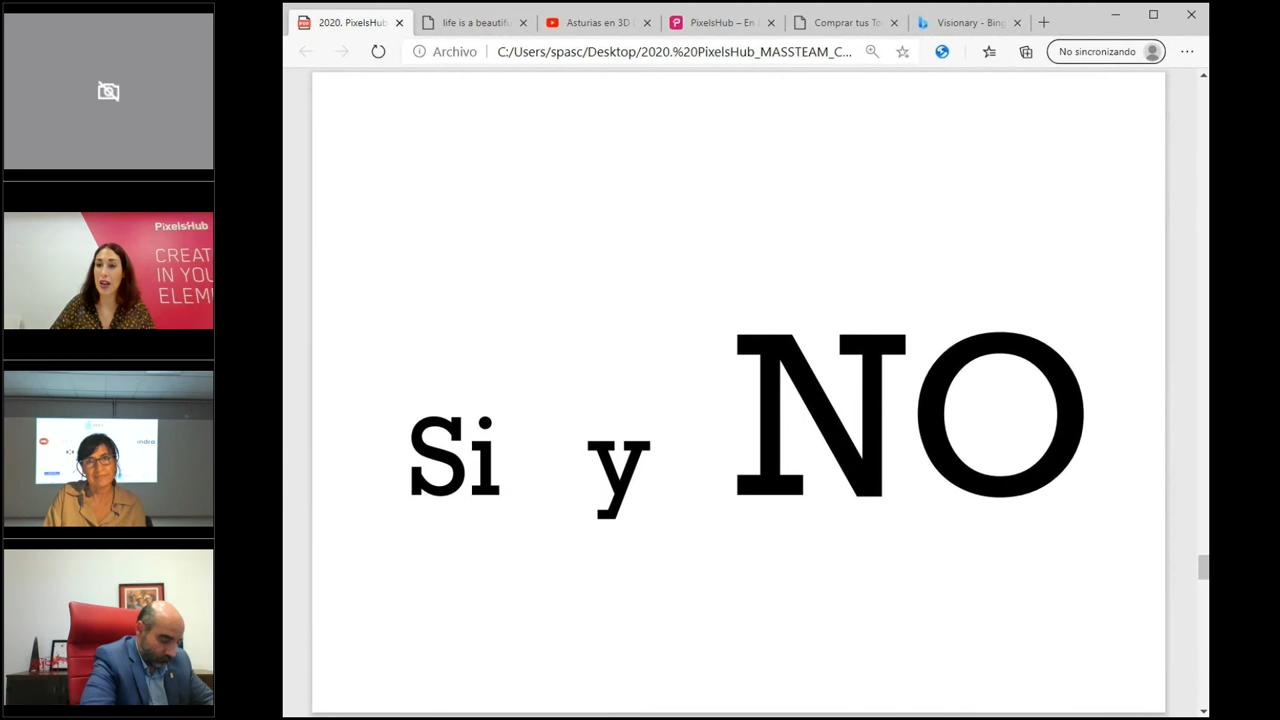 2020. PixelsHub
life is a beautifu
Asturias en 3D
PixelsHub – En
Comprar tus To
Visionary - Bing
Archivo
C:/Users/spasc/Desktop/2020.%20PixelsHub_MASSTEAM_C...
No sincronizando
PixelsHub
CREAT
IN YOU
ELEM
indra
Si y NO